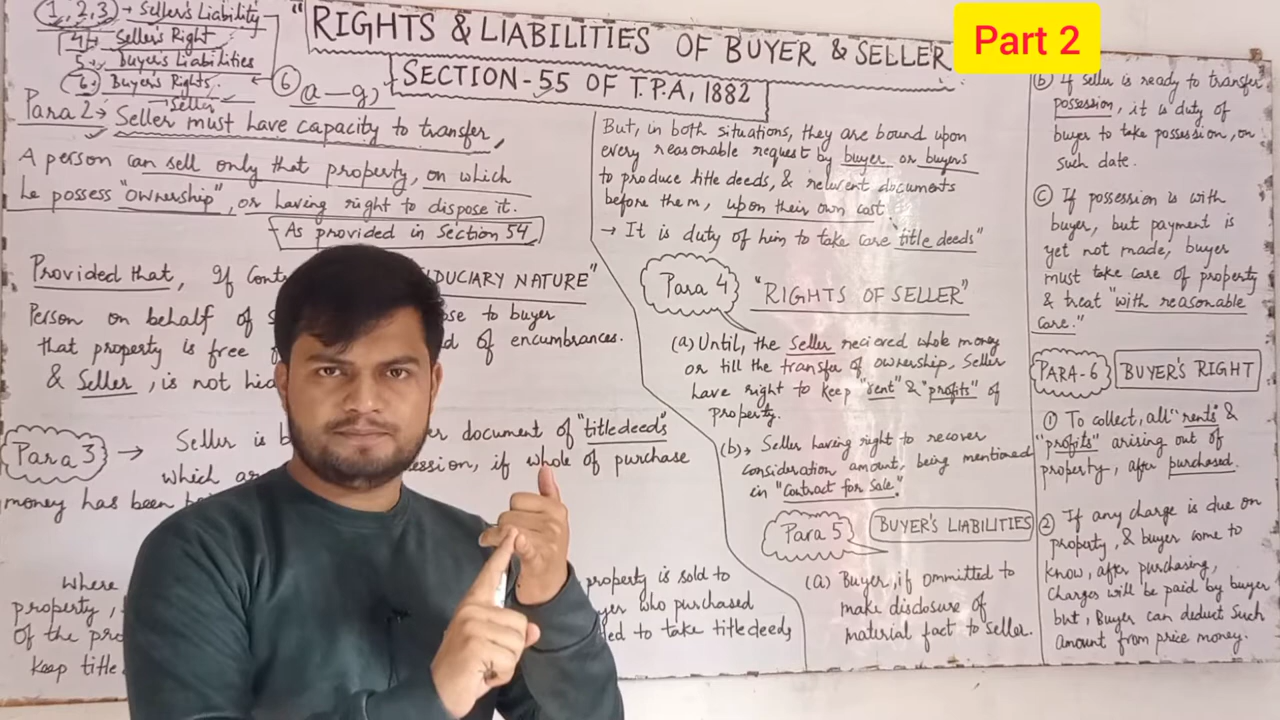 (1, 2, 3) → Seller's Liability
4 → Seller's Right
5 → Buyer's Liabilities
6. Buyer's Rights.
"RIGHTS & LIABILITIES OF BUYER & SELLER
Part 2
⑥ (a-g)
SECTION-55 OF T.P.A, 1882
Para 2 → "Seller
Seller must have capacity to transfer,
A person can sell only that property, on which
he possess "ownership", or having right to dispose it.
As provided in Section 54
Provided that, If
FIDUCIARY NATURE"
Person on behalf of
to buyer
that property is free
of encumbrances.
& Seller, is not
Para 3 → Seller is
document of "titledeeds"
which
if whole of purchase
money has been
Where
property is sold to
property,
who purchased
of the
to take titledeeds
keep title
But, in both situations, they are bound upon
every reasonable request by buyer or buyers
to produce title deeds, & relevent documents
before them, upon their own cost.
→ It is duty of him to take care titledeeds"
Para 4
"RIGHTS OF SELLER"
(a) Until, the Seller recieved whole money
or till the transfer of ownership, Seller
have right to keep "rent" & "profits" of
property.
(b) → Seller having right to recover
consideration amount, being mentioned
in "Contract for Sale."
Para 5
BUYER'S LIABILITIES
(a) Buyer, if ommitted to
make disclosure of
material fact to seller.
(b) If seller is ready to transfer
possession, it is duty of
buyer to take possession, on
such date.
(c) If possession is with
buyer, but payment is
yet not made, buyer
must take care of property
& treat "with reasonable
care."
PARA-6
BUYER'S RIGHT
① To collect, all "rents" &
"profits" arising out of
property, after purchased.
② If any charge is due on
property, & buyer come to
know, after purchasing,
charges will be paid by buyer
but, Buyer can deduct such
amount from price money.